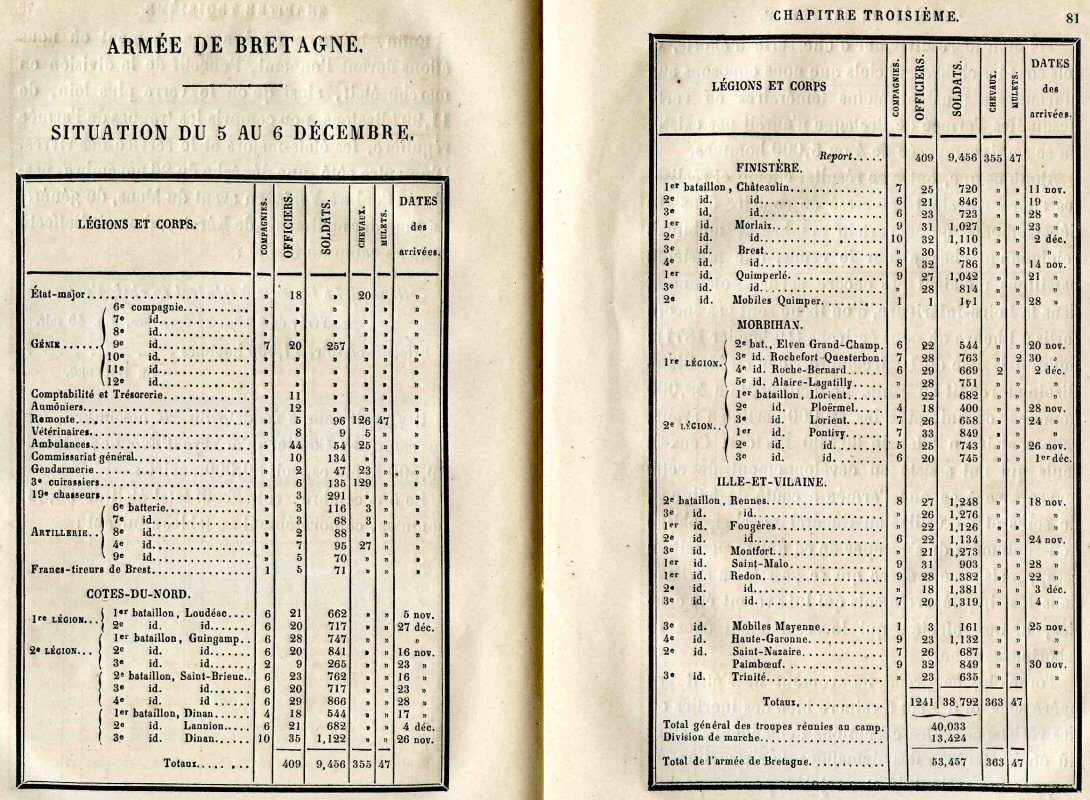 ARMÉE DE BRETAGNE.
SITUATION DU 5 AU 6 DÉCEMBRE.
LÉGIONS ET CORPS. COMPAGNIES. OFFICIERS. SOLDATS. CHEVAUX. MULETS. DATES des arrivées.
État-major 〃 18 〃 20 〃 〃
GÉNIE
6e compagnie 〃 〃 〃 〃 〃 〃
7e id. 〃 〃 〃 〃 〃 〃
8e id. 〃 〃 〃 〃 〃 〃
9e id. 7 20 257 〃 〃 〃
10e id. 〃 〃 〃 〃 〃 〃
11e id. 〃 〃 〃 〃 〃 〃
12e id. 〃 〃 〃 〃 〃 〃
Comptabilité et Trésorerie 〃 11 〃 〃 〃 〃
Aumôniers 〃 12 〃 〃 〃 〃
Remonte 〃 5 96 126 47 〃
Vétérinaires 〃 8 9 5 〃 〃
Ambulances 〃 44 54 25 〃 〃
Commissariat général 〃 10 134 〃 〃 〃
Gendarmerie 〃 2 47 23 〃 〃
3e cuirassiers 〃 6 135 129 〃 〃
19e chasseurs 〃 3 291 〃 〃 〃
ARTILLERIE
6e batterie 〃 3 116 3 〃 〃
7e id. 〃 3 68 3 〃 〃
8e id. 〃 2 88 〃 〃 〃
4e id. 〃 7 95 27 〃 〃
9e id. 〃 5 70 〃 〃 〃
Francs-tireurs de Brest 1 5 71 〃 〃 〃
COTES-DU-NORD.
1re LÉGION
1er bataillon, Loudéac 6 21 662 〃 〃 5 nov.
2e id. id. 6 20 717 〃 〃 27 déc.
2e LÉGION
1er bataillon, Guingamp 6 28 747 〃 〃 〃
2e id. id. 6 20 841 〃 〃 16 nov.
3e id. id. 2 9 265 〃 〃 23 〃
2e bataillon, Saint-Brieuc 6 23 762 〃 〃 16 〃
3e id. id. 6 20 717 〃 〃 23 〃
4e id. id. 6 29 866 〃 〃 28 〃
1er bataillon, Dinan 4 18 544 〃 〃 17 〃
2e id. Lannion 6 21 682 〃 〃 4 déc.
3e id. Dinan 10 35 1,122 〃 〃 26 nov.
Totaux 409 9,456 355 47
CHAPITRE TROISIÈME. 81
LÉGIONS ET CORPS COMPAGNIES. OFFICIERS. SOLDATS. CHEVAUX. MULETS. DATES des arrivées.
Report 409 9,456 355 47
FINISTÈRE.
1er bataillon, Châteaulin 7 25 720 〃 〃 11 nov.
2e id. id. 6 21 846 〃 〃 19 〃
3e id. id. 6 23 723 〃 〃 28 〃
1er id. Morlaix 9 31 1,027 〃 〃 23 〃
2e id. id. 10 32 1,110 〃 〃 2 déc.
3e id. Brest 〃 30 816 〃 〃 〃
4e id. id. 8 32 786 〃 〃 14 nov.
1er id. Quimperlé 9 27 1,042 〃 〃 21 〃
3e id. id. 〃 28 814 〃 〃 〃
2e id. Mobiles Quimper 1 1 〃 〃 28 〃
MORBIHAN.
1re LÉGION
2e bat., Elven Grand-Champ 6 22 544 〃 〃 20 nov.
3e id. Rochefort-Questerbon 7 28 763 〃 2 30 〃
4e id. Roche-Bernard 6 29 669 2 〃 2 déc.
5e id. Alaire-Lagatilly 〃 28 751 〃 〃 〃
2e LÉGION
1er bataillon, Lorient 〃 22 682 〃 〃 〃
2e id. Ploërmel 4 18 400 〃 〃 28 nov.
3e id. Lorient 7 26 658 〃 〃 24 〃
1er id. Pontivy 7 33 849 〃 〃 〃
2e id. id. 5 25 743 〃 〃 26 nov.
3e id. id. 6 20 745 〃 〃 1er déc.
ILLE-ET-VILAINE.
2e bataillon, Rennes 8 27 1,248 〃 〃 18 nov.
3e id. id. 〃 26 1,276 〃 〃 〃
1er id. Fougères 〃 22 1,126 〃 〃 〃
2e id. id. 6 22 1,134 〃 〃 24 nov.
3e id. Montfort 〃 21 1,273 〃 〃 〃
1er id. Saint-Malo 9 31 903 〃 〃 28 〃
1er id. Redon 9 28 1,382 〃 〃 22 〃
2e id. id. 〃 18 1,381 〃 〃 3 déc.
3e id. id. 7 20 1,319 〃 〃 4 〃
3e id. Mobiles Mayenne 1 3 161 〃 〃 25 nov.
4e id. Haute-Garonne 9 23 1,132 〃 〃 〃
2e id. Saint-Nazaire 7 26 687 〃 〃 〃
Paimbœuf 9 32 849 〃 〃 30 nov.
3e id. Trinité 〃 23 635 〃 〃 〃
Totaux 1241 38,792 363 47
Total général des troupes réunies au camp. 40,033
Division de marche 13,424
Total de l'armée de Bretagne 53,457 363 47